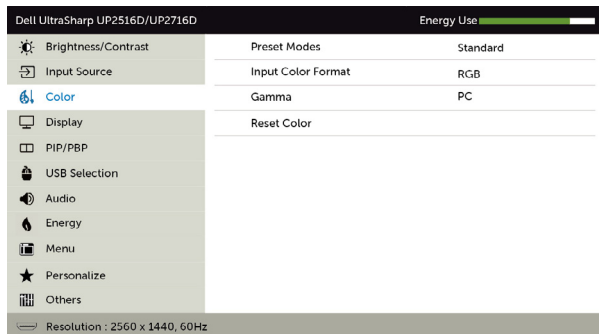 Dell UltraSharp UP2516D/UP2716D Energy Use
Brightness/Contrast Preset Modes Standard
Input Source Input Color Format RGB
Color Gamma PC
Display Reset Color
PIP/PBP
USB Selection
Audio
Energy
Menu
Personalize
Others
Resolution : 2560 x 1440, 60Hz